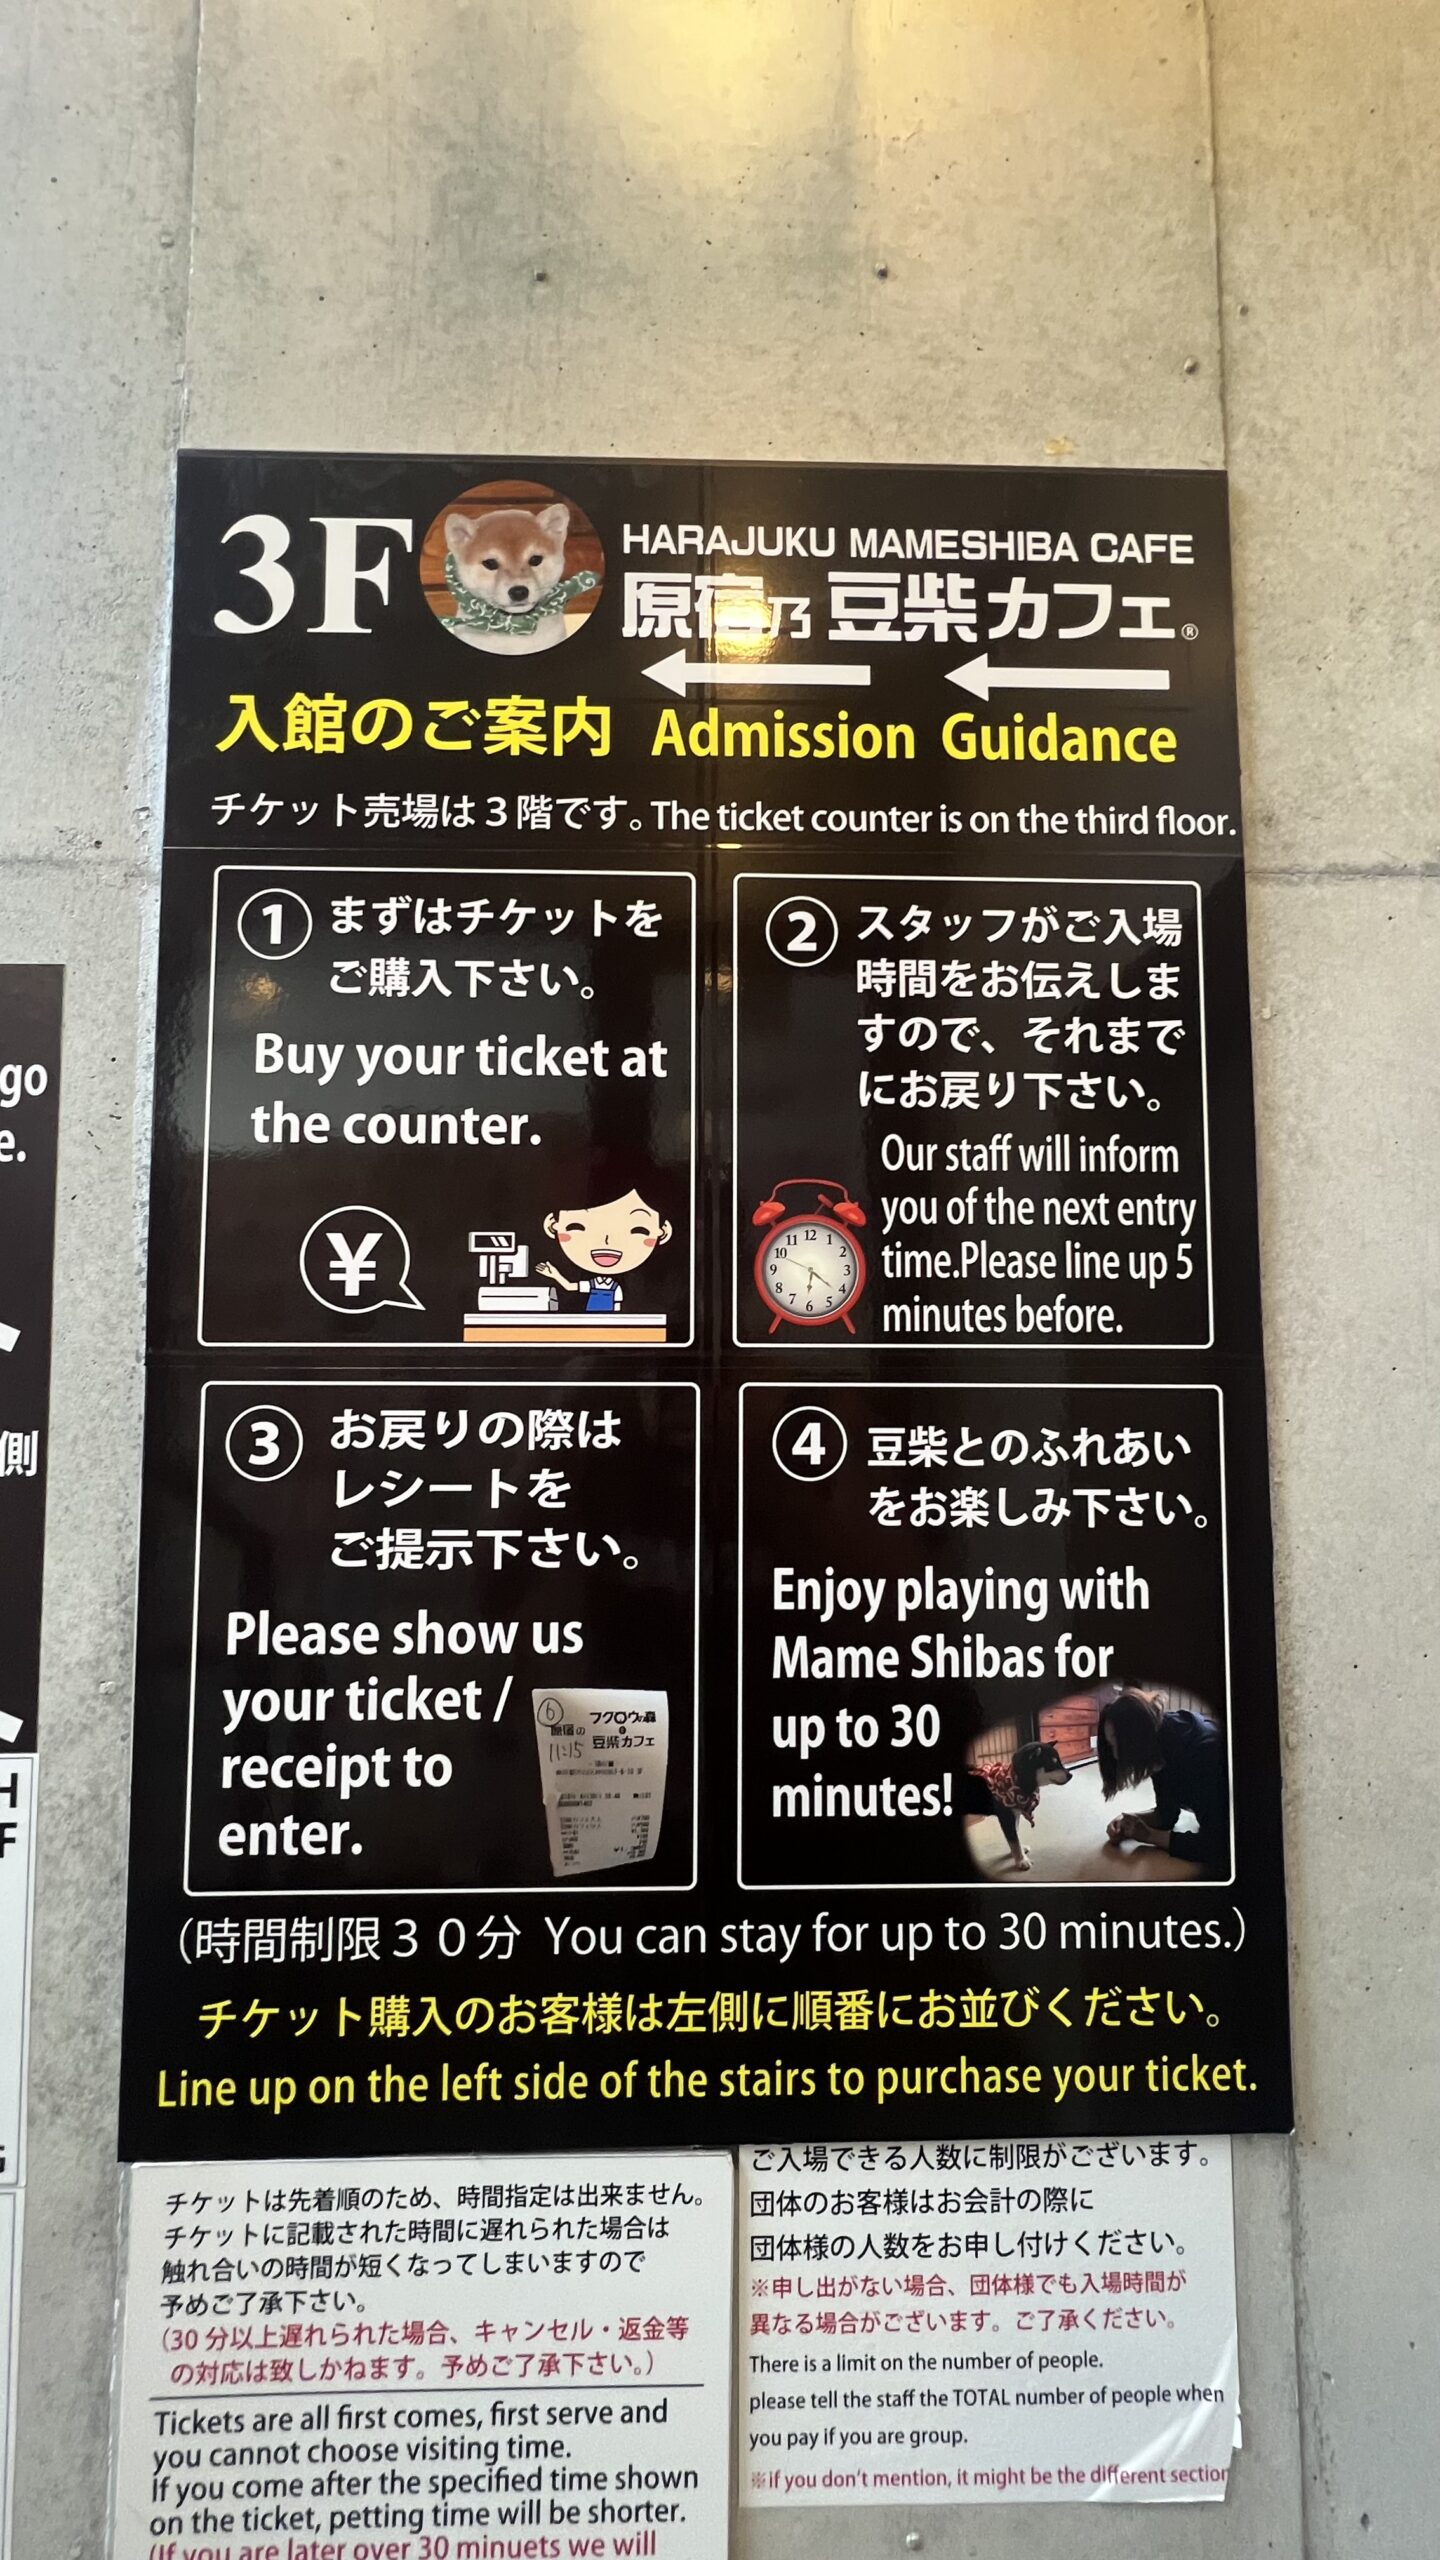 3F
HARAJUKU MAMESHIBA CAFE
原宿乃豆柴カフェ®
入館のご案内 Admission Guidance
チケット売場は3階です。The ticket counter is on the third floor.
① まずはチケットを
ご購入下さい。
Buy your ticket at
the counter.
¥
② スタッフがご入場
時間をお伝えしま
すので、それまで
にお戻り下さい。
Our staff will inform
you of the next entry
time.Please line up 5
minutes before.
③ お戻りの際は
レシートを
ご提示下さい。
Please show us
your ticket /
receipt to
enter.
フクロウの森
原宿の
豆柴カフェ
11:15
④ 豆柴とのふれあい
をお楽しみ下さい。
Enjoy playing with
Mame Shibas for
up to 30
minutes!
(時間制限30分 You can stay for up to 30 minutes.)
チケット購入のお客様は左側に順番にお並びください。
Line up on the left side of the stairs to purchase your ticket.
チケットは先着順のため、時間指定は出来ません。
チケットに記載された時間に遅れられた場合は
触れ合いの時間が短くなってしまいますので
予めご了承下さい。
(30分以上遅れられた場合、キャンセル・返金等
の対応は致しかねます。予めご了承下さい。)
Tickets are all first comes, first serve and
you cannot choose visiting time.
If you come after the specified time shown
on the ticket, petting time will be shorter.
(If you are later over 30 minuets we will
ご入場できる人数に制限がございます。
団体のお客様はお会計の際に
団体様の人数をお申し付けください。
※申し出がない場合、団体様でも入場時間が
異なる場合がございます。ご了承ください。
There is a limit on the number of people.
please tell the staff the TOTAL number of people when
you pay if you are group.
※if you don't mention, it might be the different section
go
e.
側
H
F